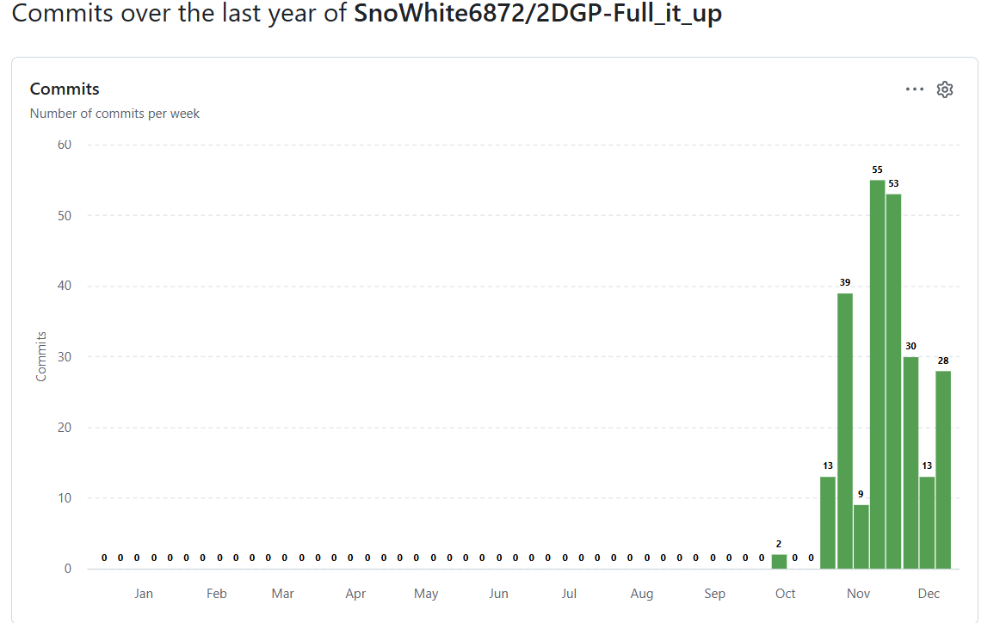 Commits over the last year of SnoWhite6872/2DGP-Full_it_up
Commits
Number of commits per week
60
55
53
50
40
39
30
30
28
20
13
13
10
9
2
0 0 0 0 0 0 0 0 0 0 0 0 0 0 0 0 0 0 0 0 0 0 0 0 0 0 0 0 0 0 0 0 0 0 0 0 0 0 0 0 0 0 0
0
Commits
Jan Feb Mar Apr May Jun Jul Aug Sep Oct Nov Dec